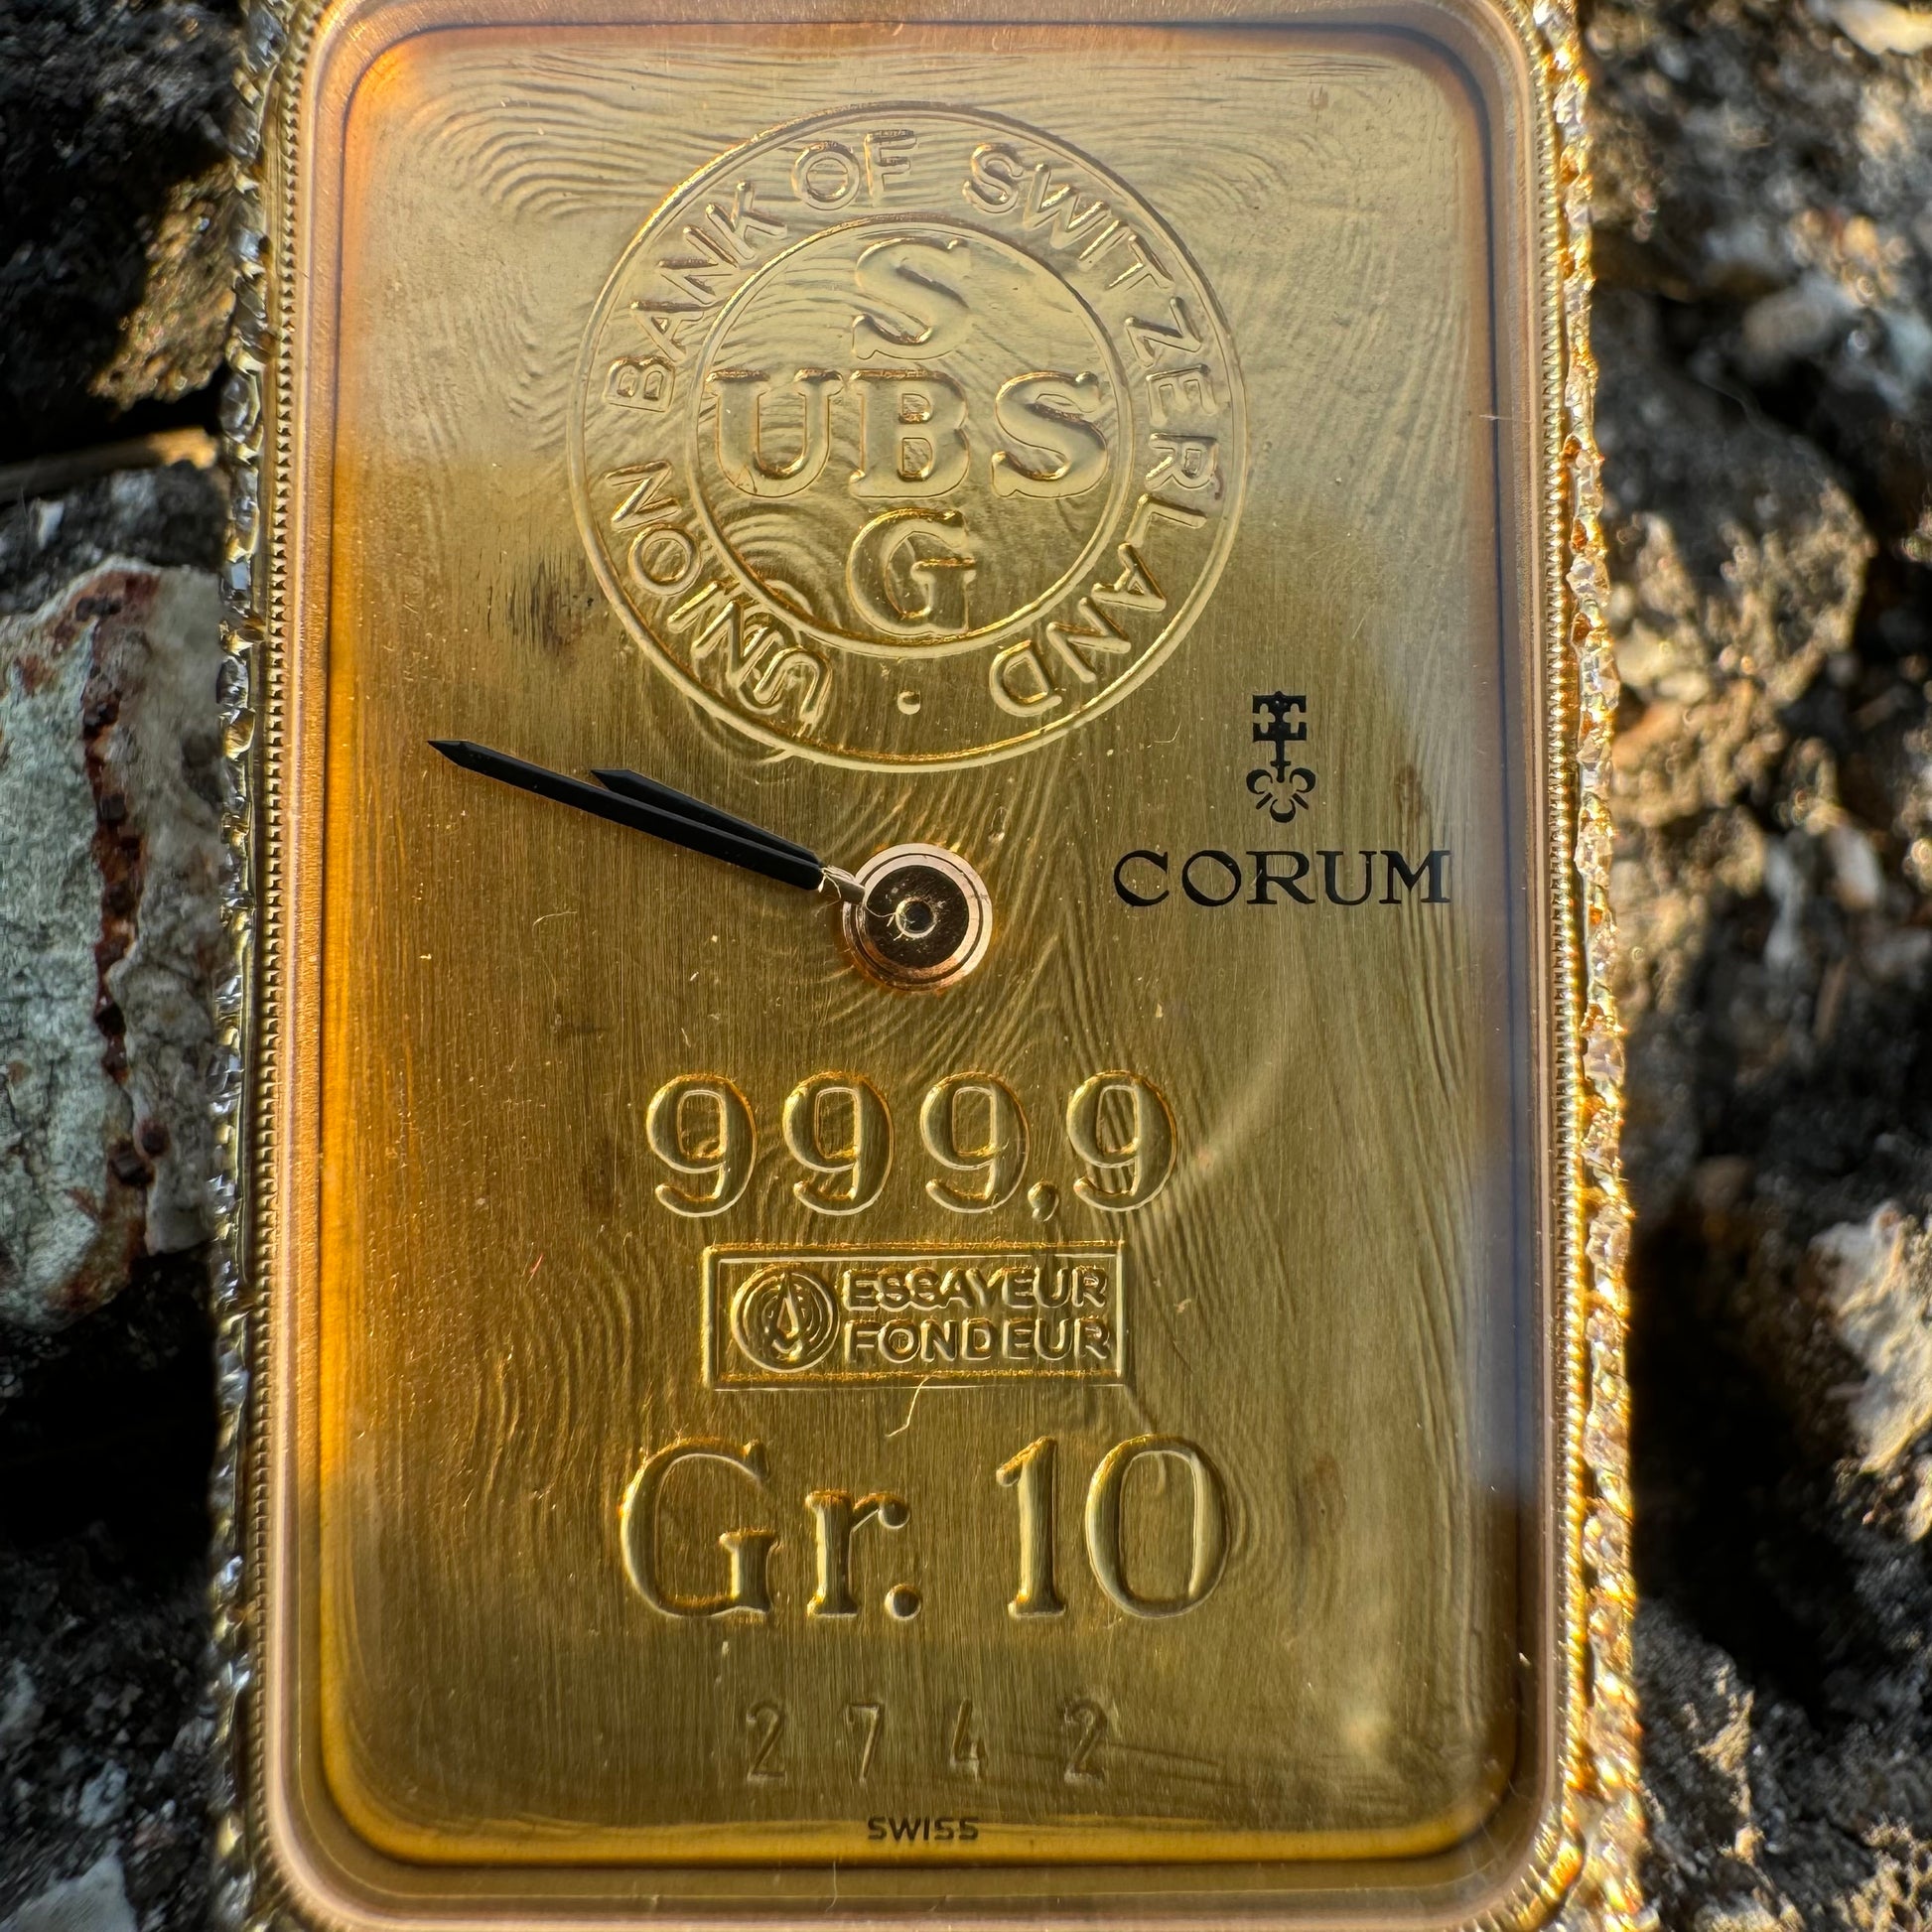 UNION BANK OF SWITZERLAND
S
UBS
G
CORUM
999,9
ESSAYEUR
FONDEUR
Gr. 10
2742
SWISS